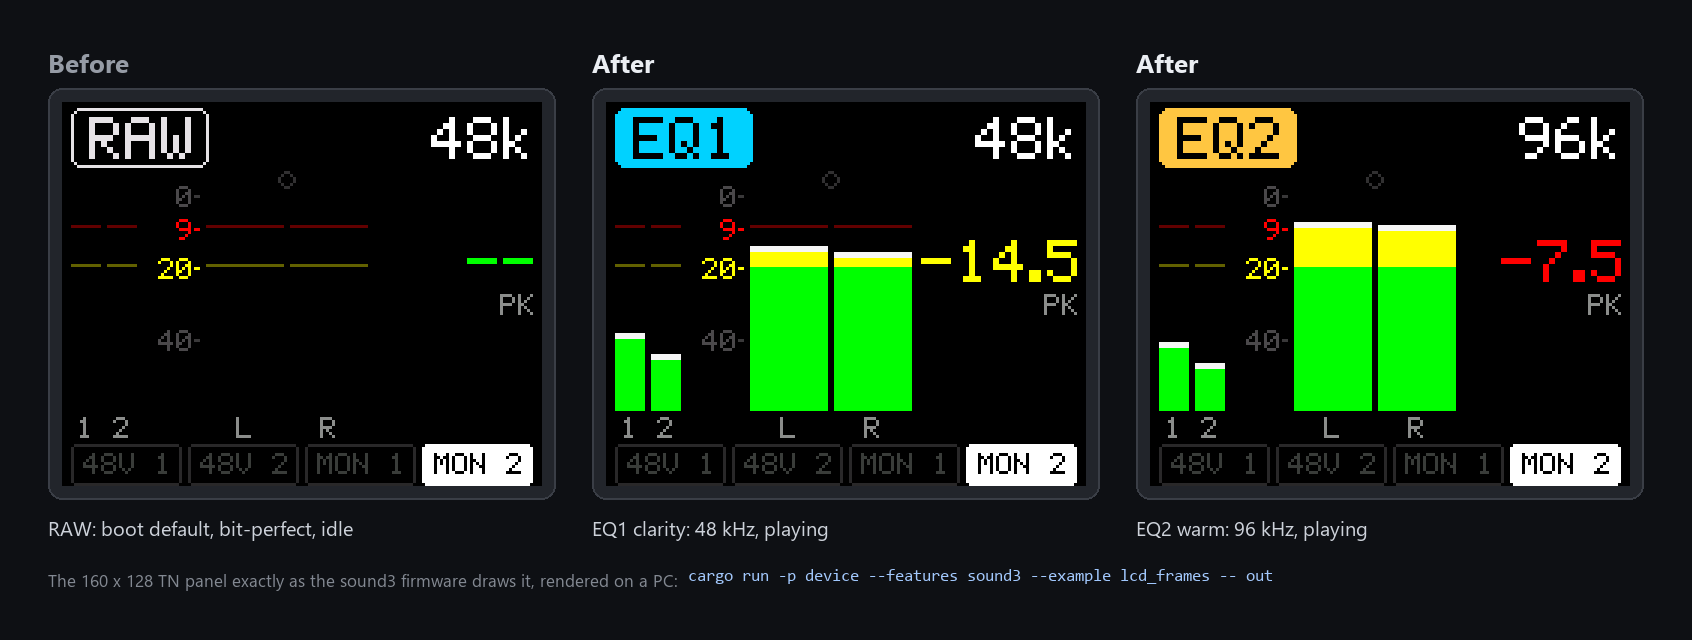 Before
RAW 48k
0-
9-
20- --
PK
40-
1 2 L R
48V 1 48V 2 MON 1 MON 2
RAW: boot default, bit-perfect, idle
After
EQ1 48k
0-
9-
20- -14.5
PK
40-
1 2 L R
48V 1 48V 2 MON 1 MON 2
EQ1 clarity: 48 kHz, playing
After
EQ2 96k
0-
9-
20- -7.5
PK
40-
1 2 L R
48V 1 48V 2 MON 1 MON 2
EQ2 warm: 96 kHz, playing
The 160 x 128 TN panel exactly as the sound3 firmware draws it, rendered on a PC: cargo run -p device --features sound3 --example lcd_frames -- out